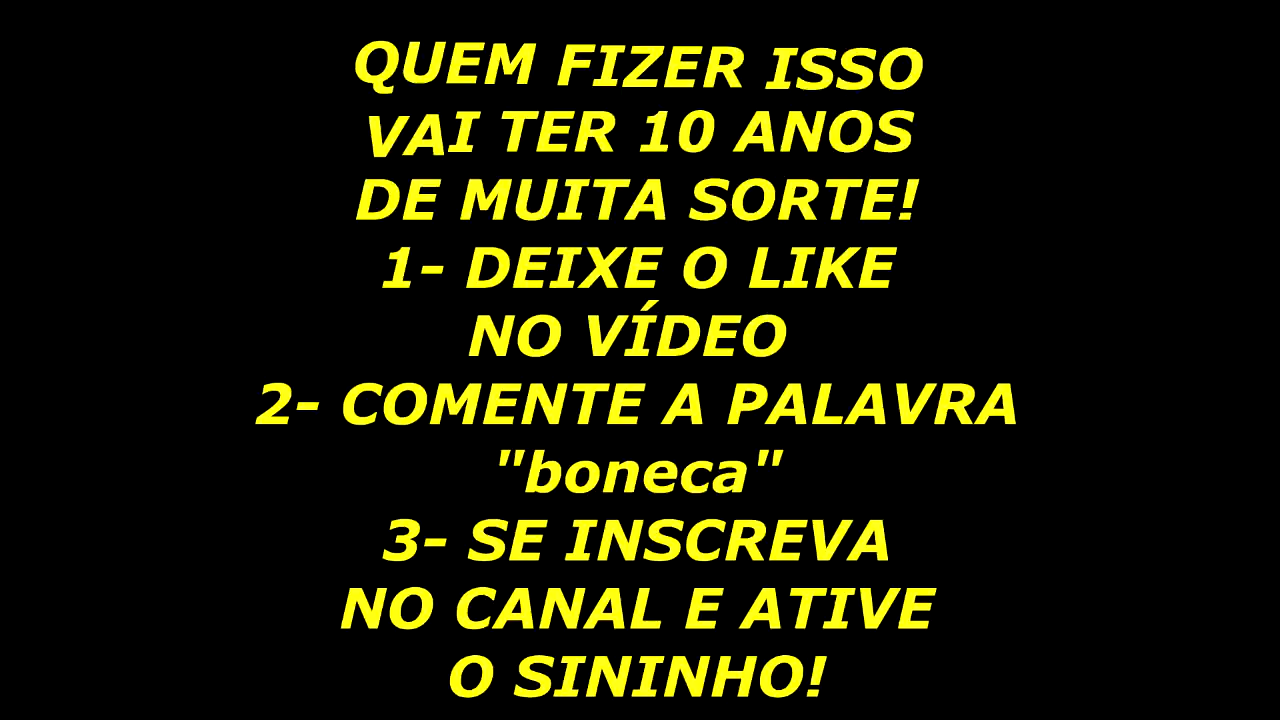 QUEM FIZER ISSO
VAI TER 10 ANOS
DE MUITA SORTE!
1- DEIXE O LIKE
NO VÍDEO
2- COMENTE A PALAVRA
"boneca"
3- SE INSCREVA
NO CANAL E ATIVE
O SININHO!